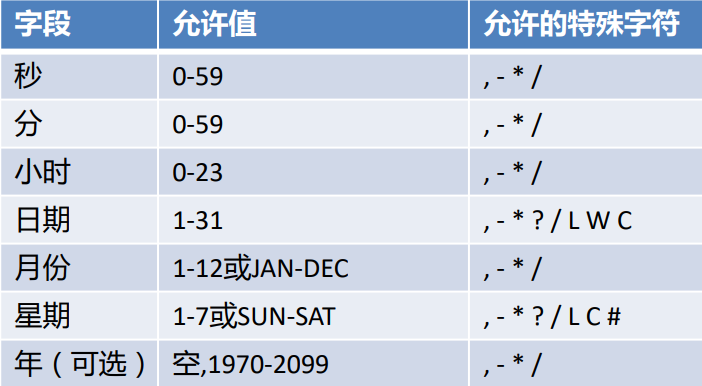 字段 允许值 允许的特殊字符
秒 0-59 , - * /
分 0-59 , - * /
小时 0-23 , - * /
日期 1-31 , - * ? / L W C
月份 1-12或JAN-DEC , - * /
星期 1-7或SUN-SAT , - * ? / L C #
年（可选） 空,1970-2099 , - * /